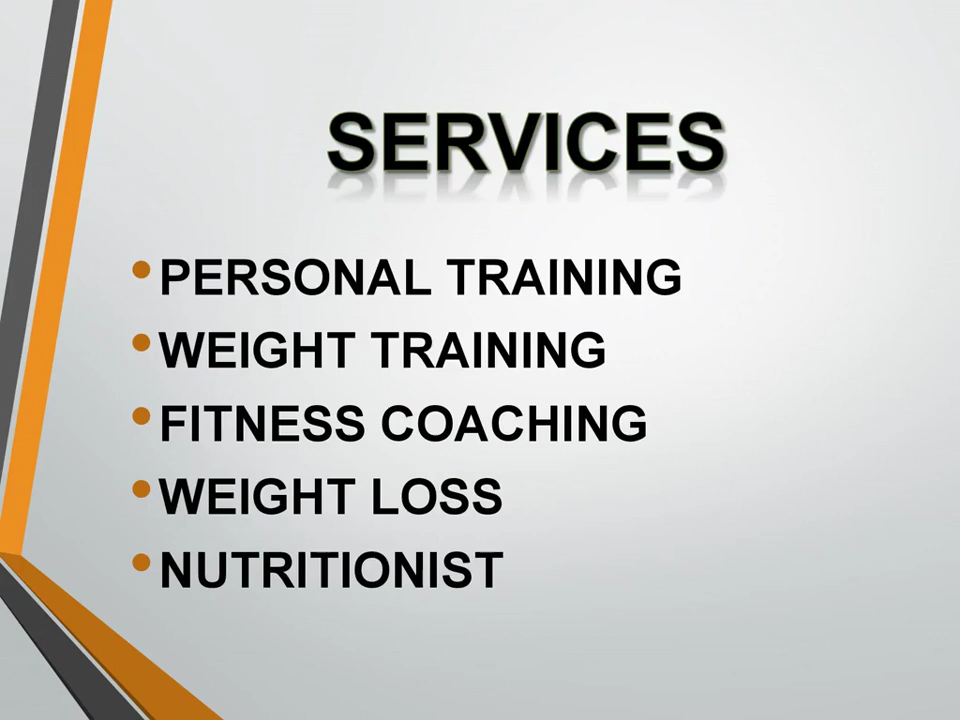 SERVICES
• PERSONAL TRAINING
• WEIGHT TRAINING
• FITNESS COACHING
• WEIGHT LOSS
• NUTRITIONIST